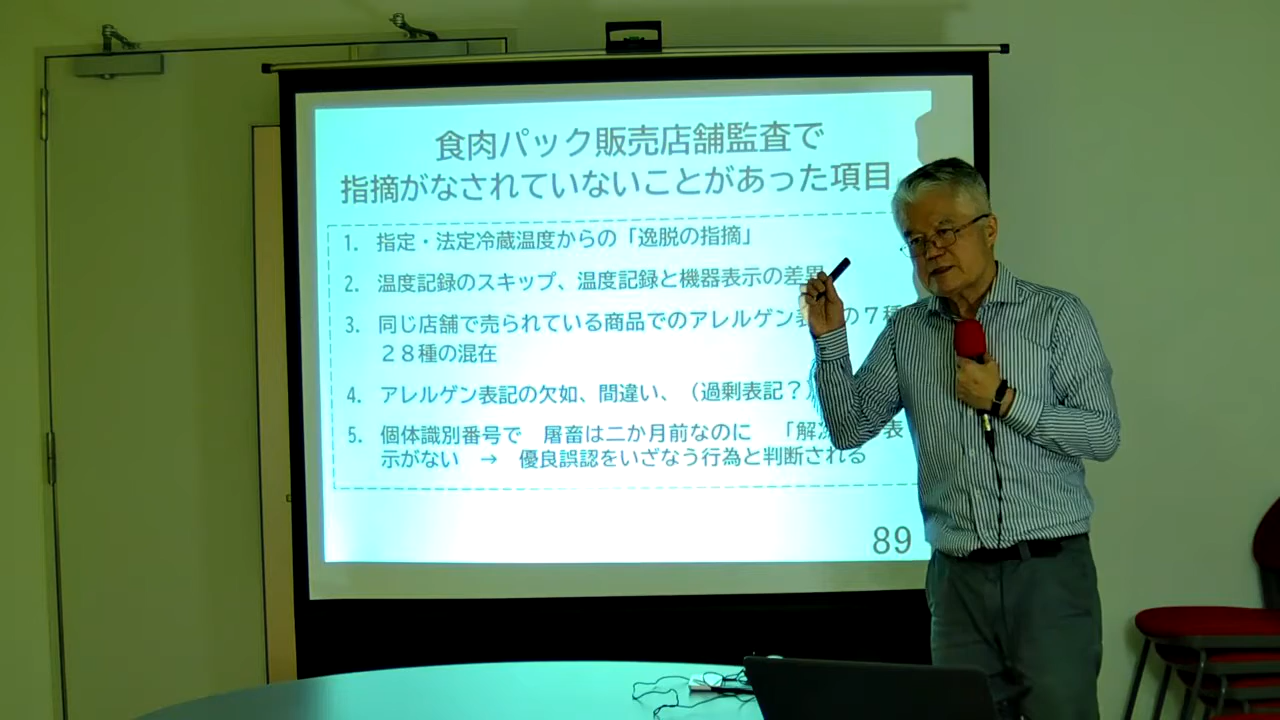 食肉パック販売店舗監査で
指摘がなされていないことがあった項目
1. 指定・法定冷蔵温度からの「逸脱の指摘」
2. 温度記録のスキップ、温度記録と機器表示の差異
3. 同じ店舗で売られている商品でのアレルゲン表 の７種
２８種の混在
4. アレルゲン表記の欠如、間違い、（過剰表記？）
5. 個体識別番号で 屠畜は二か月前なのに 「解凍 表
示がない → 優良誤認をいざなう行為と判断される
89